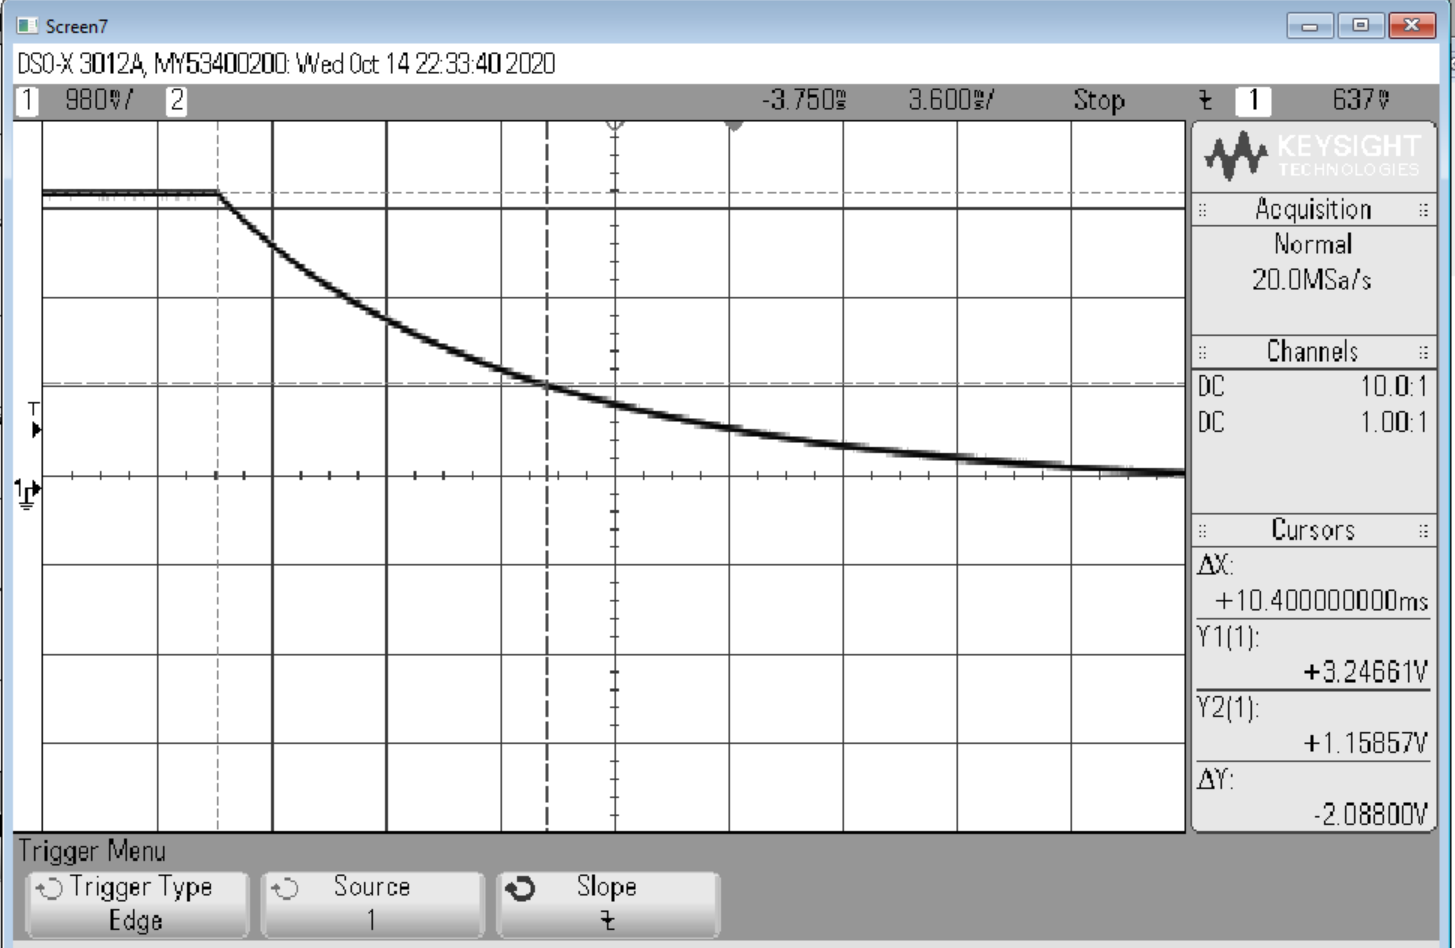 Screen7
DSO-X 3012A, MY53400200: Wed Oct 14 22:33:40 2020
1 980mV/ 2 -3.750ms 3.600ms/ Stop 1 637mV
KEYSIGHT
TECHNOLOGIES
Acquisition
Normal
20.0MSa/s
Channels
DC 10.0:1
DC 1.00:1
Cursors
ΔX:
+10.400000000ms
Y1(1):
+3.24661V
Y2(1):
+1.15857V
ΔY:
-2.08800V
T
1
Trigger Menu
Trigger Type
Edge
Source
1
Slope